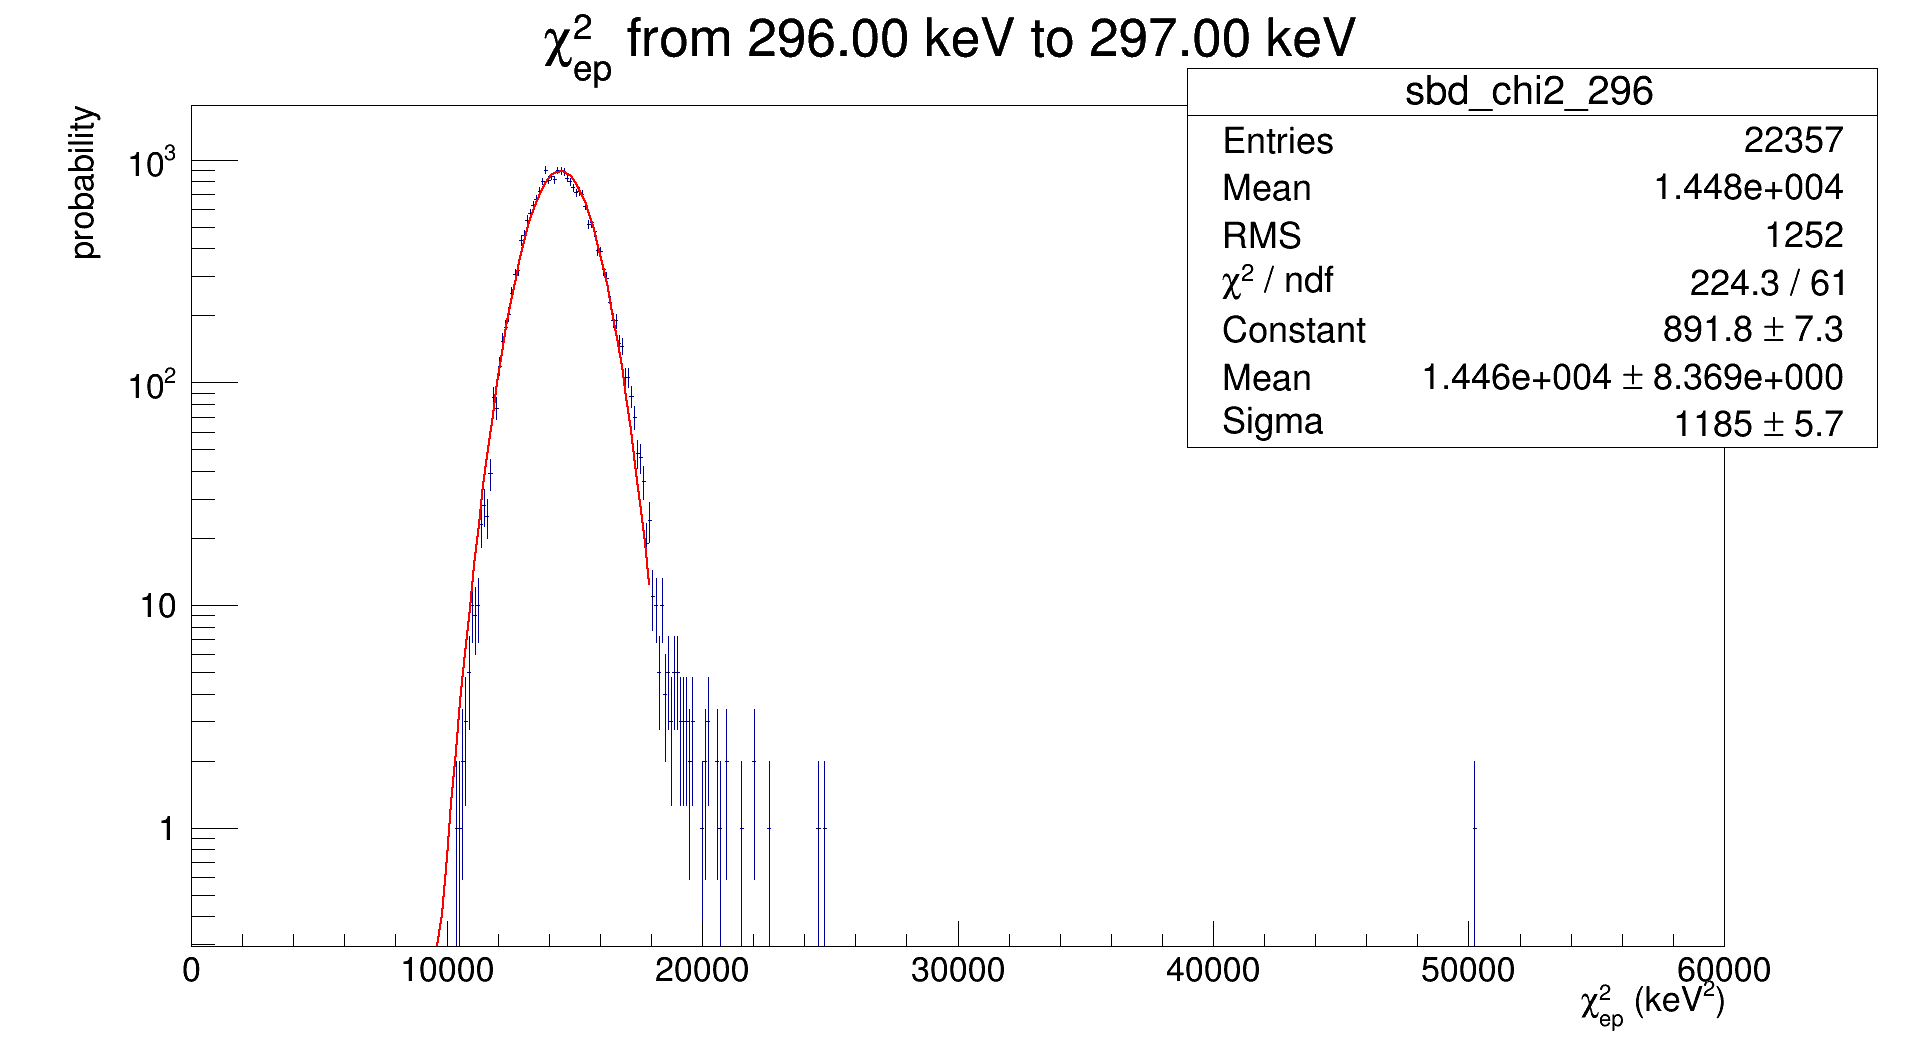 χ²ep from 296.00 keV to 297.00 keV
sbd_chi2_296
Entries 22357
Mean 1.448e+004
RMS 1252
χ² / ndf 224.3 / 61
Constant 891.8 ± 7.3
Mean 1.446e+004 ± 8.369e+000
Sigma 1185 ± 5.7
probability
10³
10²
10
1
0 10000 20000 30000 40000 50000 60000
χ²ep (keV²)